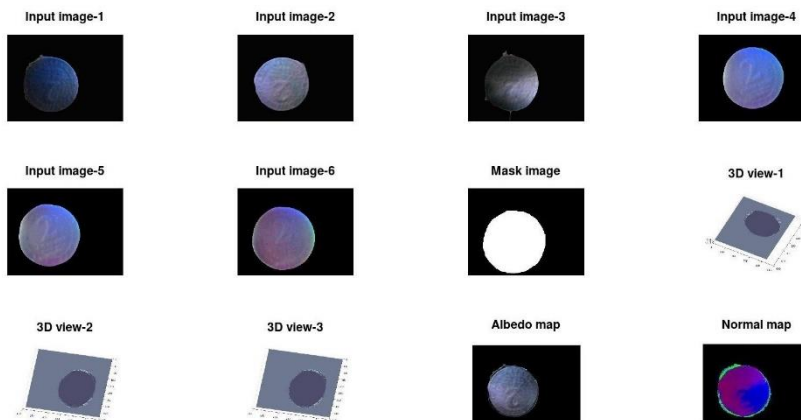 Input image-1
Input image-2
Input image-3
Input image-4
Input image-5
Input image-6
Mask image
3D view-1
3D view-2
3D view-3
Albedo map
Normal map